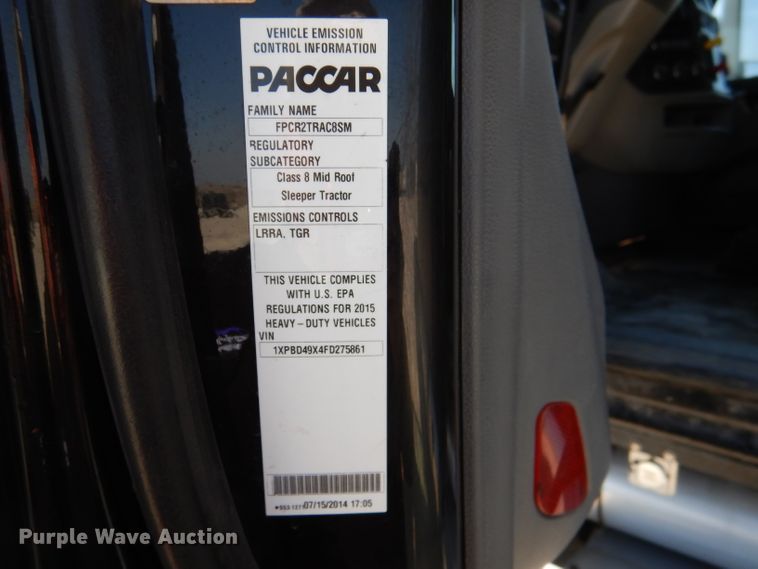 VEHICLE EMISSION
CONTROL INFORMATION
PACCAR
FAMILY NAME
FPCR2TRAC8SM
REGULATORY
SUBCATEGORY
Class 8 Mid Roof
Sleeper Tractor
EMISSIONS CONTROLS
LRRA, TGR
THIS VEHICLE COMPLIES
WITH U.S. EPA
REGULATIONS FOR 2015
HEAVY-DUTY VEHICLES
VIN
1XPBD49X4FD275861
07/15/2014 17:05
Purple Wave Auction